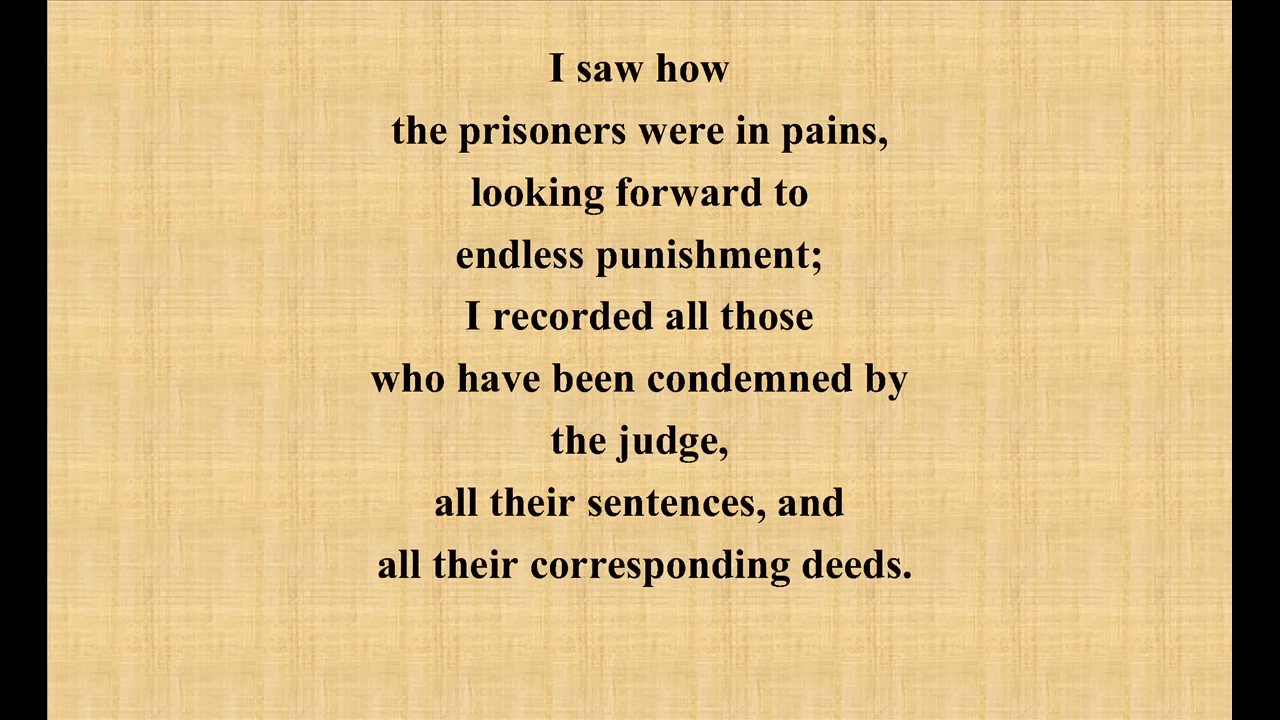 I saw how
the prisoners were in pains,
looking forward to
endless punishment;
I recorded all those
who have been condemned by
the judge,
all their sentences, and
all their corresponding deeds.